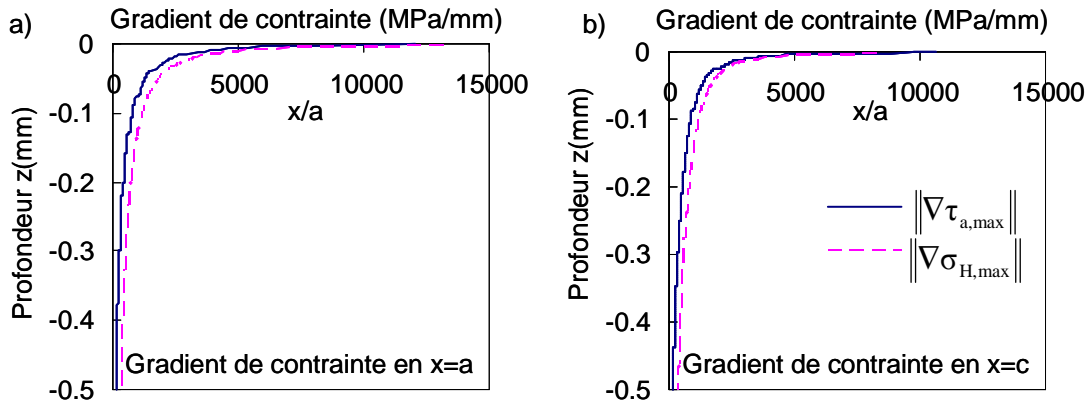 a)
Gradient de contrainte (MPa/mm)
0
5000
10000
15000
x/a
0
-0.1
-0.2
-0.3
-0.4
-0.5
Profondeur z(mm)
Gradient de contrainte en x=a
b)
Gradient de contrainte (MPa/mm)
0
5000
10000
15000
x/a
0
-0.1
-0.2
-0.3
-0.4
-0.5
Profondeur z(mm)
‖∇τa,max‖
‖∇σH,max‖
Gradient de contrainte en x=c